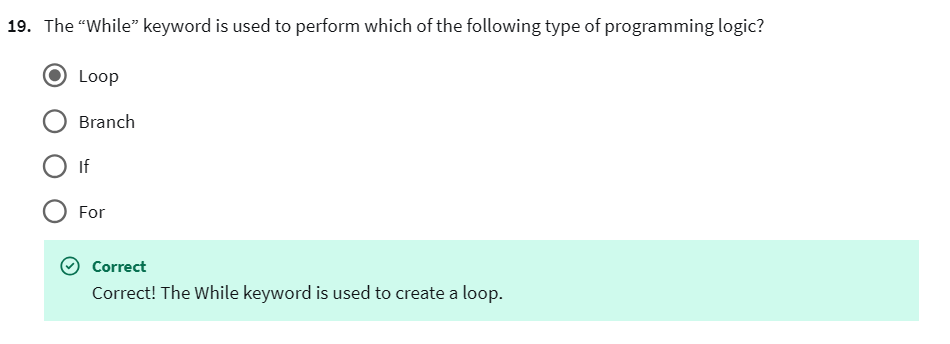 19. The “While” keyword is used to perform which of the following type of programming logic?
Loop
Branch
If
For
Correct
Correct! The While keyword is used to create a loop.